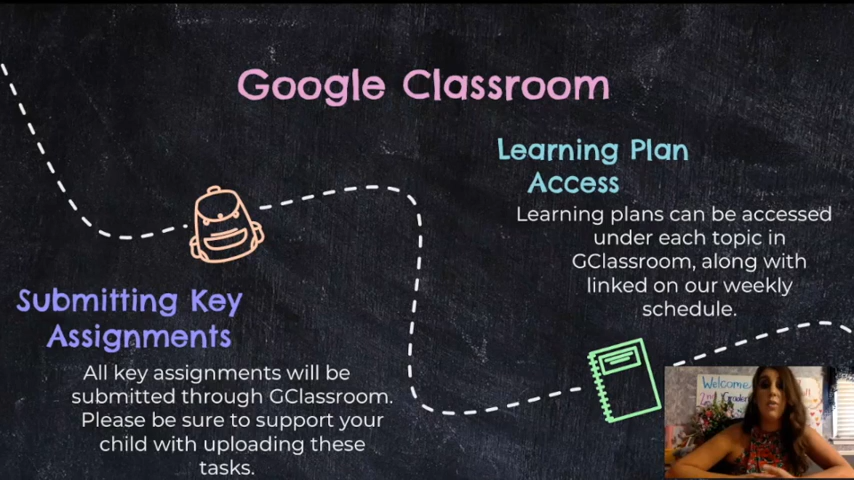 Google Classroom
Learning Plan
Access
Learning plans can be accessed
under each topic in
GClassroom, along with
linked on our weekly
schedule.
Submitting Key
Assignments
All key assignments will be
submitted through GClassroom.
Please be sure to support your
child with uploading these
tasks.
Welcome